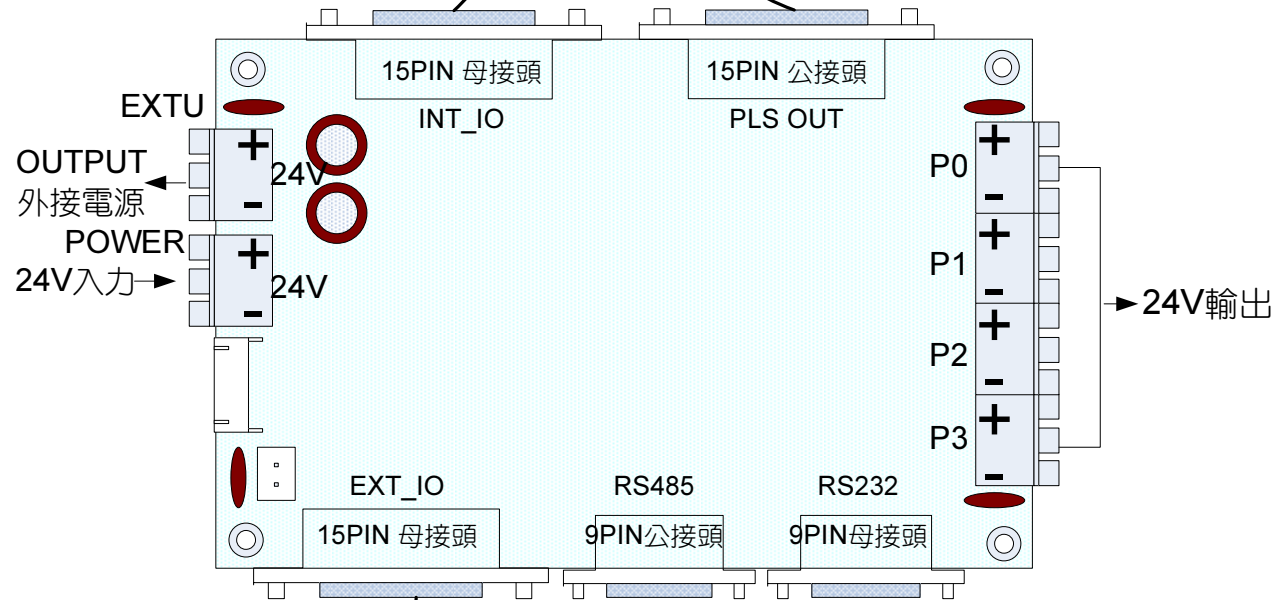 15PIN 母接頭
15PIN 公接頭
INT_IO
PLS OUT
EXTU
+
24V
-
OUTPUT
外接電源
POWER
24V入力
+
24V
-
P0
+
-
P1
+
-
P2
+
-
P3
+
-
24V輸出
EXT_IO
RS485
RS232
15PIN 母接頭
9PIN公接頭
9PIN母接頭